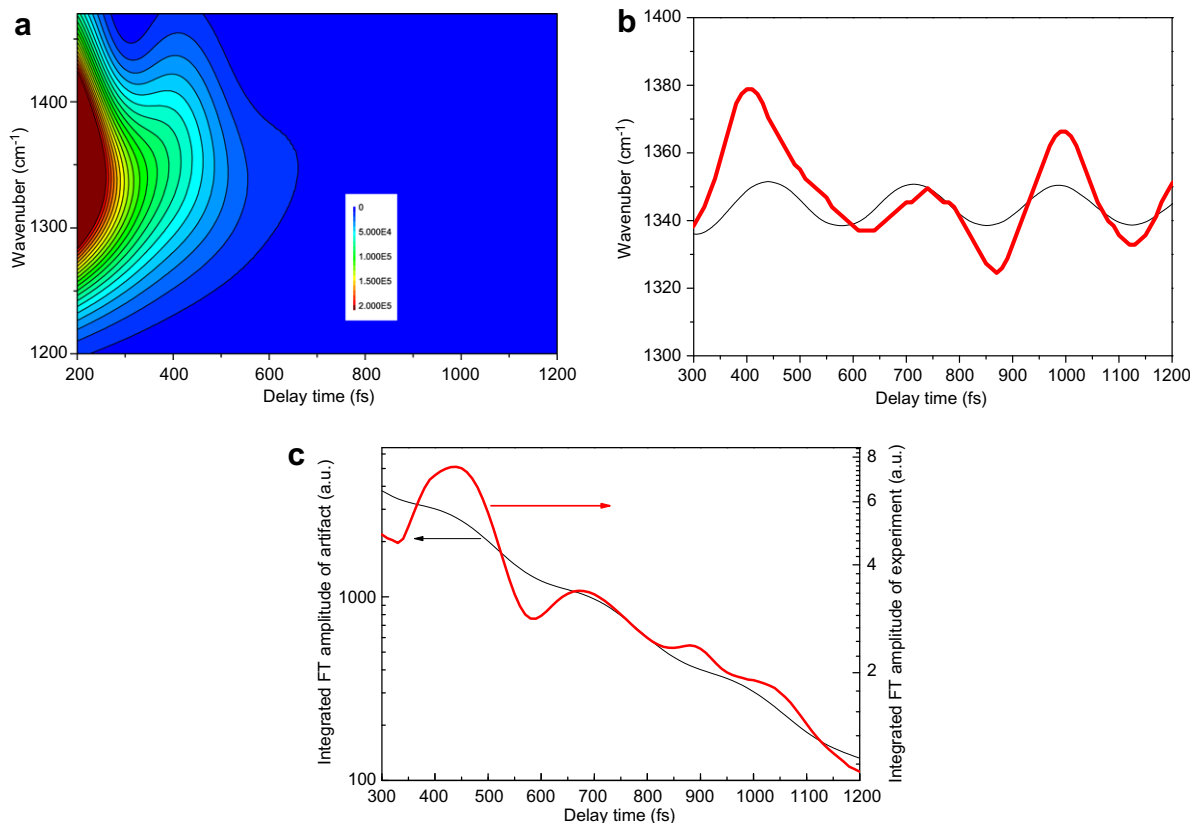 a
Wavenuber (cm-1)
1400
1300
1200
0
5.000E4
1.000E5
1.500E5
2.000E5
200 400 600 800 1000 1200
Delay time (fs)
b
Wavenuber (cm-1)
1400
1380
1360
1340
1320
1300
300 400 500 600 700 800 900 1000 1100 1200
Delay time (fs)
c
Integrated FT amplitude of artifact (a.u.)
1000
100
8
6
4
2
Integrated FT amplitude of experiment (a.u.)
300 400 500 600 700 800 900 1000 1100 1200
Delay time (fs)